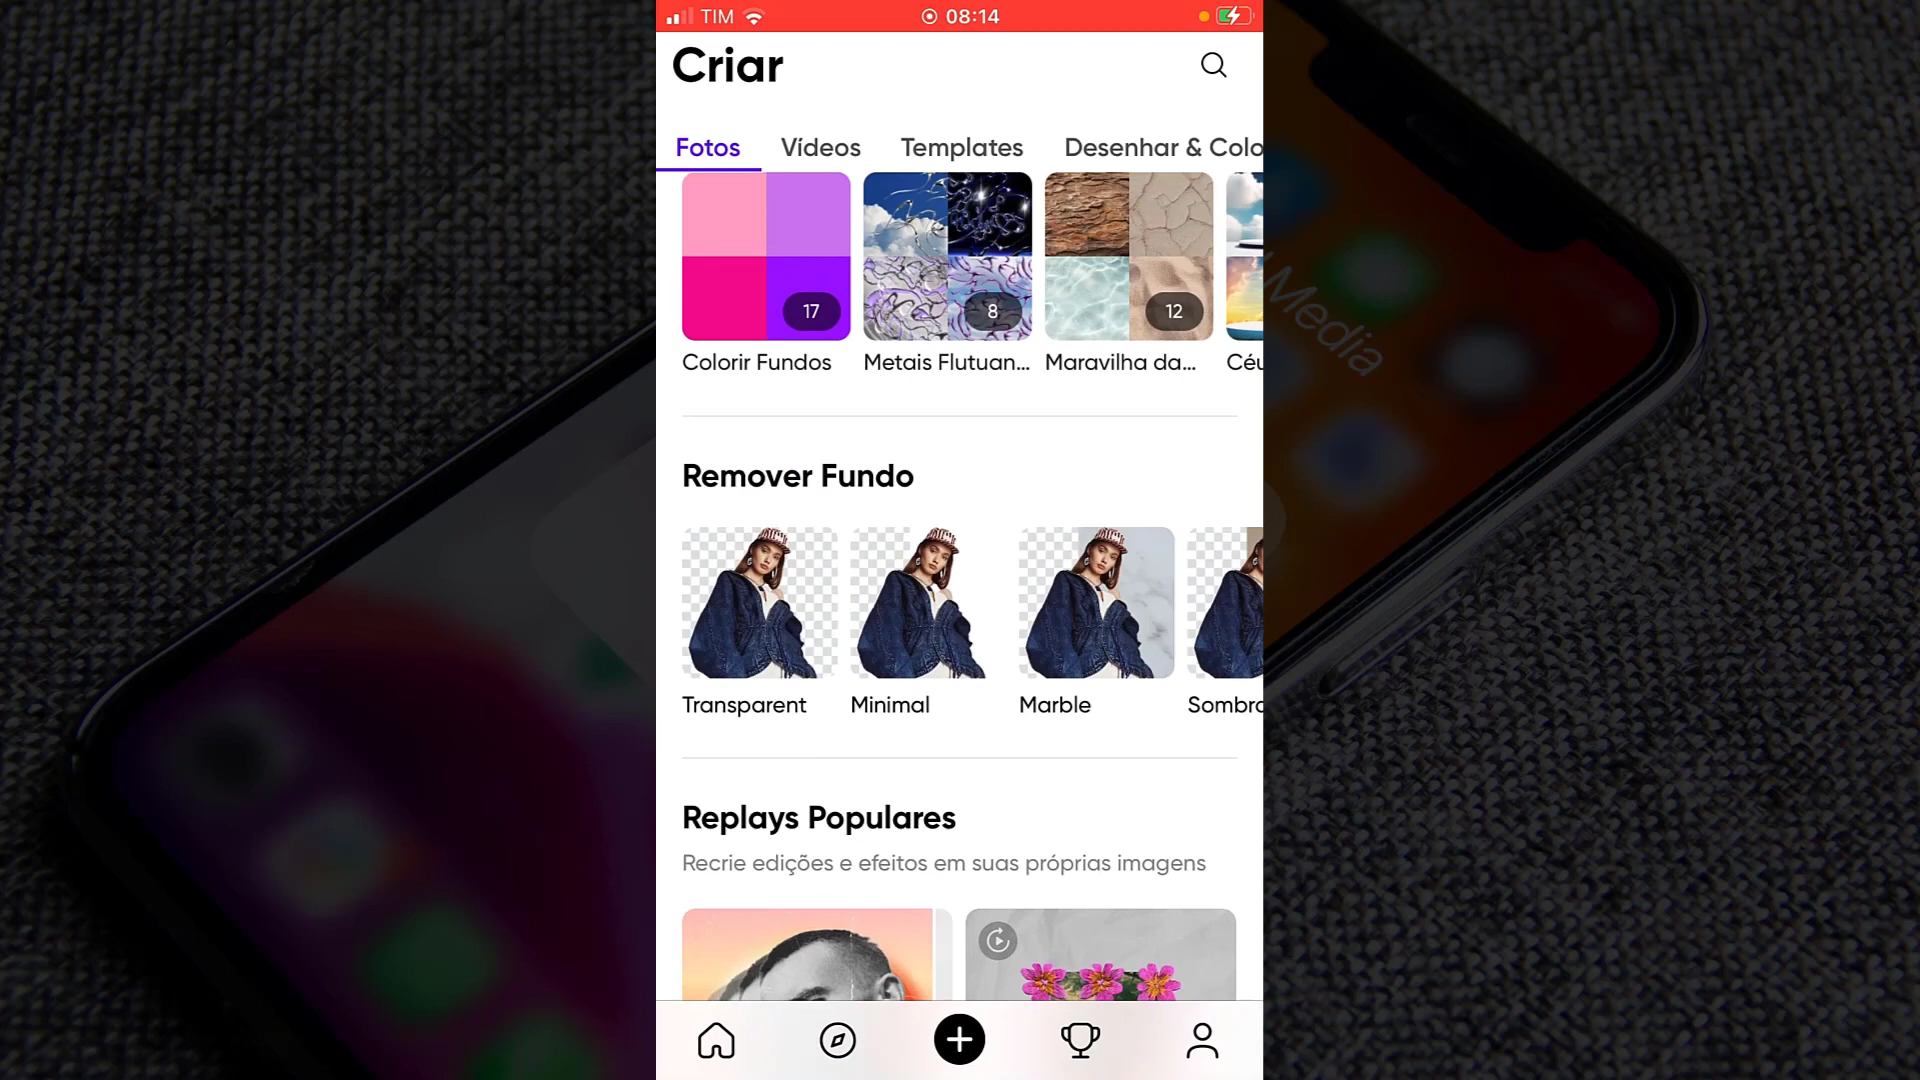 TIM 08:14
Criar
Fotos Vídeos Templates Desenhar & Colo
17 8 12
Colorir Fundos Metais Flutuan... Maravilha da... Céu
Remover Fundo
Transparent Minimal Marble Sombra
Replays Populares
Recrie edições e efeitos em suas próprias imagens
Media